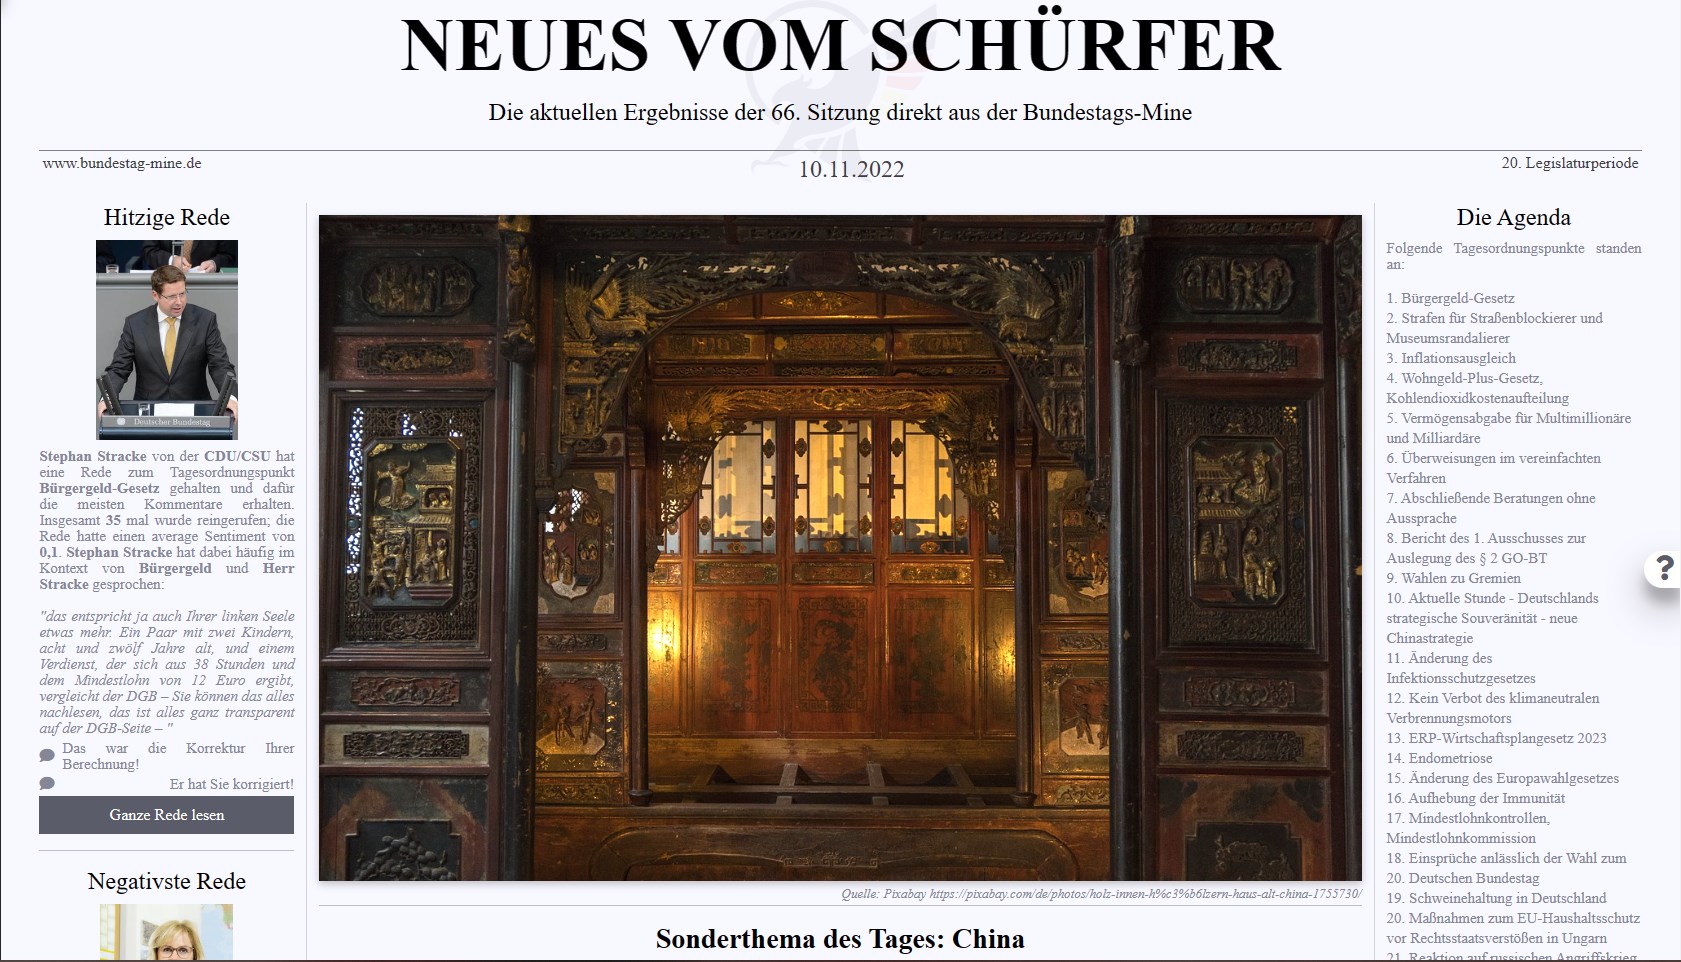 NEUES VOM SCHÜRFER
Die aktuellen Ergebnisse der 66. Sitzung direkt aus der Bundestags-Mine
www.bundestag-mine.de
10.11.2022
20. Legislaturperiode
Hitzige Rede
Deutscher Bundestag
Stephan Stracke von der CDU/CSU hat
eine Rede zum Tagesordnungspunkt
Bürgergeld-Gesetz gehalten und dafür
die meisten Kommentare erhalten.
Insgesamt 35 mal wurde reingerufen; die
Rede hatte einen average Sentiment von
0,1. Stephan Stracke hat dabei häufig im
Kontext von Bürgergeld und Herr
Stracke gesprochen:
"das entspricht ja auch Ihrer linken Seele
etwas mehr. Ein Paar mit zwei Kindern,
acht und zwölf Jahre alt, und einem
Verdienst, der sich aus 38 Stunden und
dem Mindestlohn von 12 Euro ergibt,
vergleicht der DGB – Sie können das alles
nachlesen, das ist alles ganz transparent
auf der DGB-Seite – "
Das war die Korrektur Ihrer
Berechnung!
Er hat Sie korrigiert!
Ganze Rede lesen
Negativste Rede
Quelle: Pixabay https://pixabay.com/de/photos/holz-innen-h%c3%b6lzern-haus-alt-china-1755730/
Sonderthema des Tages: China
Die Agenda
Folgende Tagesordnungspunkte standen
an:
1. Bürgergeld-Gesetz
2. Strafen für Straßenblockierer und
Museumsrandalierer
3. Inflationsausgleich
4. Wohngeld-Plus-Gesetz,
Kohlendioxidkostenaufteilung
5. Vermögensabgabe für Multimillionäre
und Milliardäre
6. Überweisungen im vereinfachten
Verfahren
7. Abschließende Beratungen ohne
Aussprache
8. Bericht des 1. Ausschusses zur
Auslegung des § 2 GO-BT
9. Wahlen zu Gremien
10. Aktuelle Stunde - Deutschlands
strategische Souveränität - neue
Chinastrategie
11. Änderung des
Infektionsschutzgesetzes
12. Kein Verbot des klimaneutralen
Verbrennungsmotors
13. ERP-Wirtschaftsplangesetz 2023
14. Endometriose
15. Änderung des Europawahlgesetzes
16. Aufhebung der Immunität
17. Mindestlohnkontrollen,
Mindestlohnkommission
18. Einsprüche anlässlich der Wahl zum
20. Deutschen Bundestag
19. Schweinehaltung in Deutschland
20. Maßnahmen zum EU-Haushaltsschutz
vor Rechtsstaatsverstößen in Ungarn
21. Reaktion auf russischen Angriffskrieg
?